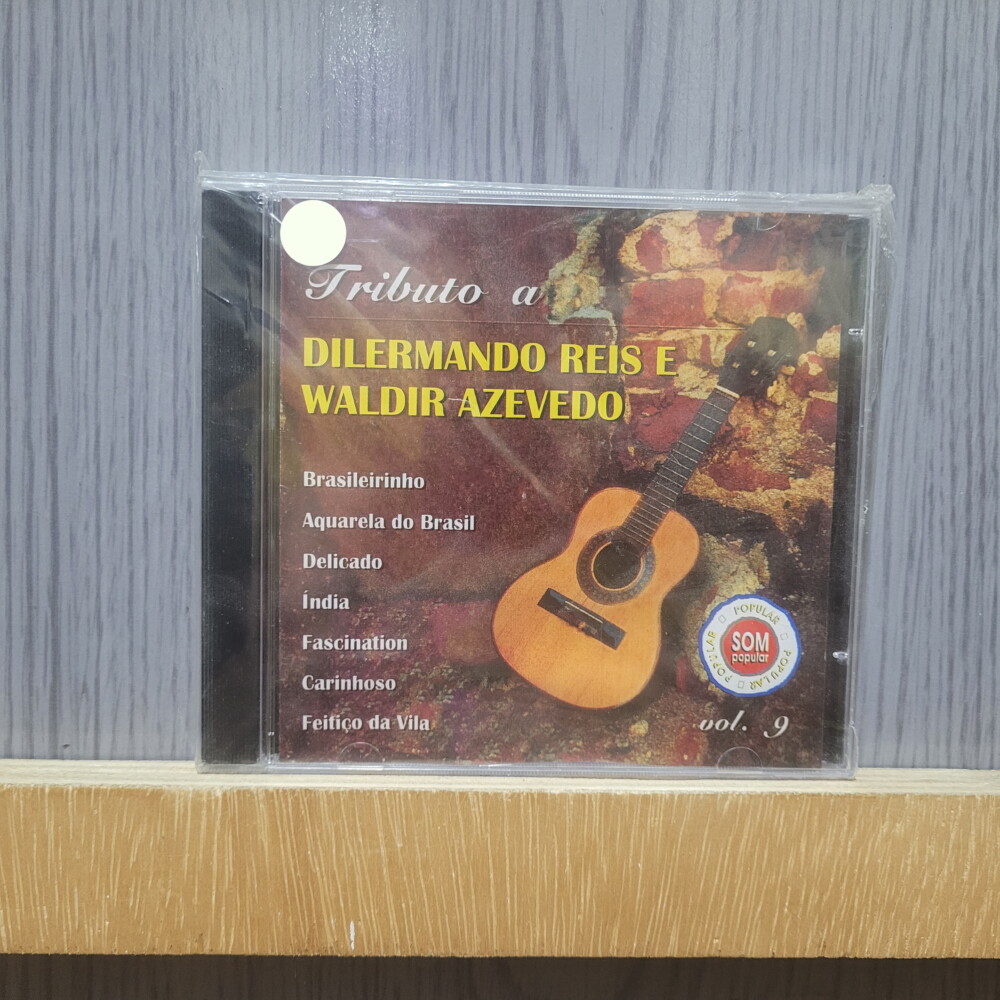 Tributo a
DILERMANDO REIS E
WALDIR AZEVEDO
Brasileirinho
Aquarela do Brasil
Delicado
Índia
Fascination
Carinhoso
Feitiço da Vila
POPULAR
POPULAR
POPULAR
SOM
popular
vol. 9